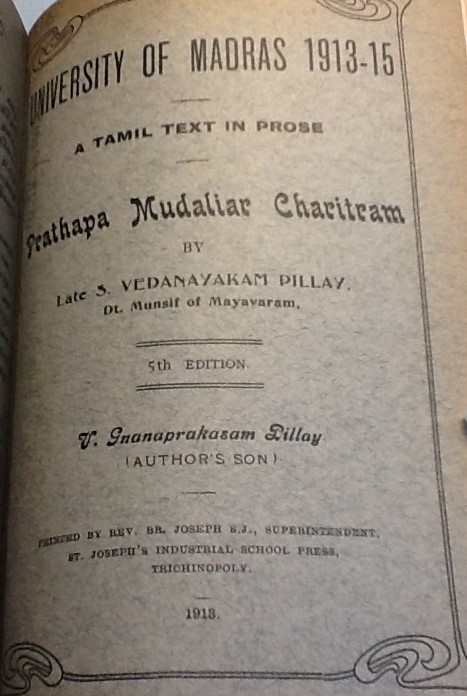 UNIVERSITY OF MADRAS 1913-15
A TAMIL TEXT IN PROSE
Prathapa Mudaliar Charitram
BY
Late S. VEDANAYAKAM PILLAY,
Dt. Munsif of Mayavaram,
5th EDITION.
V. Gnanaprakasam Pillay
(AUTHOR'S SON)
PRINTED BY REV. BR. JOSEPH S.J., SUPERINTENDENT,
ST. JOSEPH'S INDUSTRIAL SCHOOL PRESS,
TRICHINOPOLY.
1913.